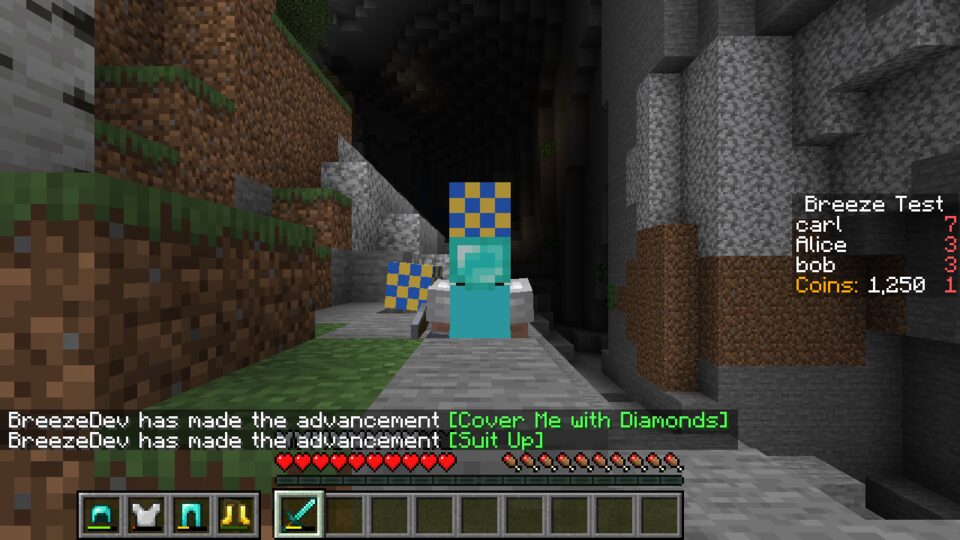 Breeze Test
carl 7
Alice 3
bob 3
Coins: 1,250 1
BreezeDev has made the advancement [Cover Me with Diamonds]
BreezeDev has made the advancement [Suit Up]